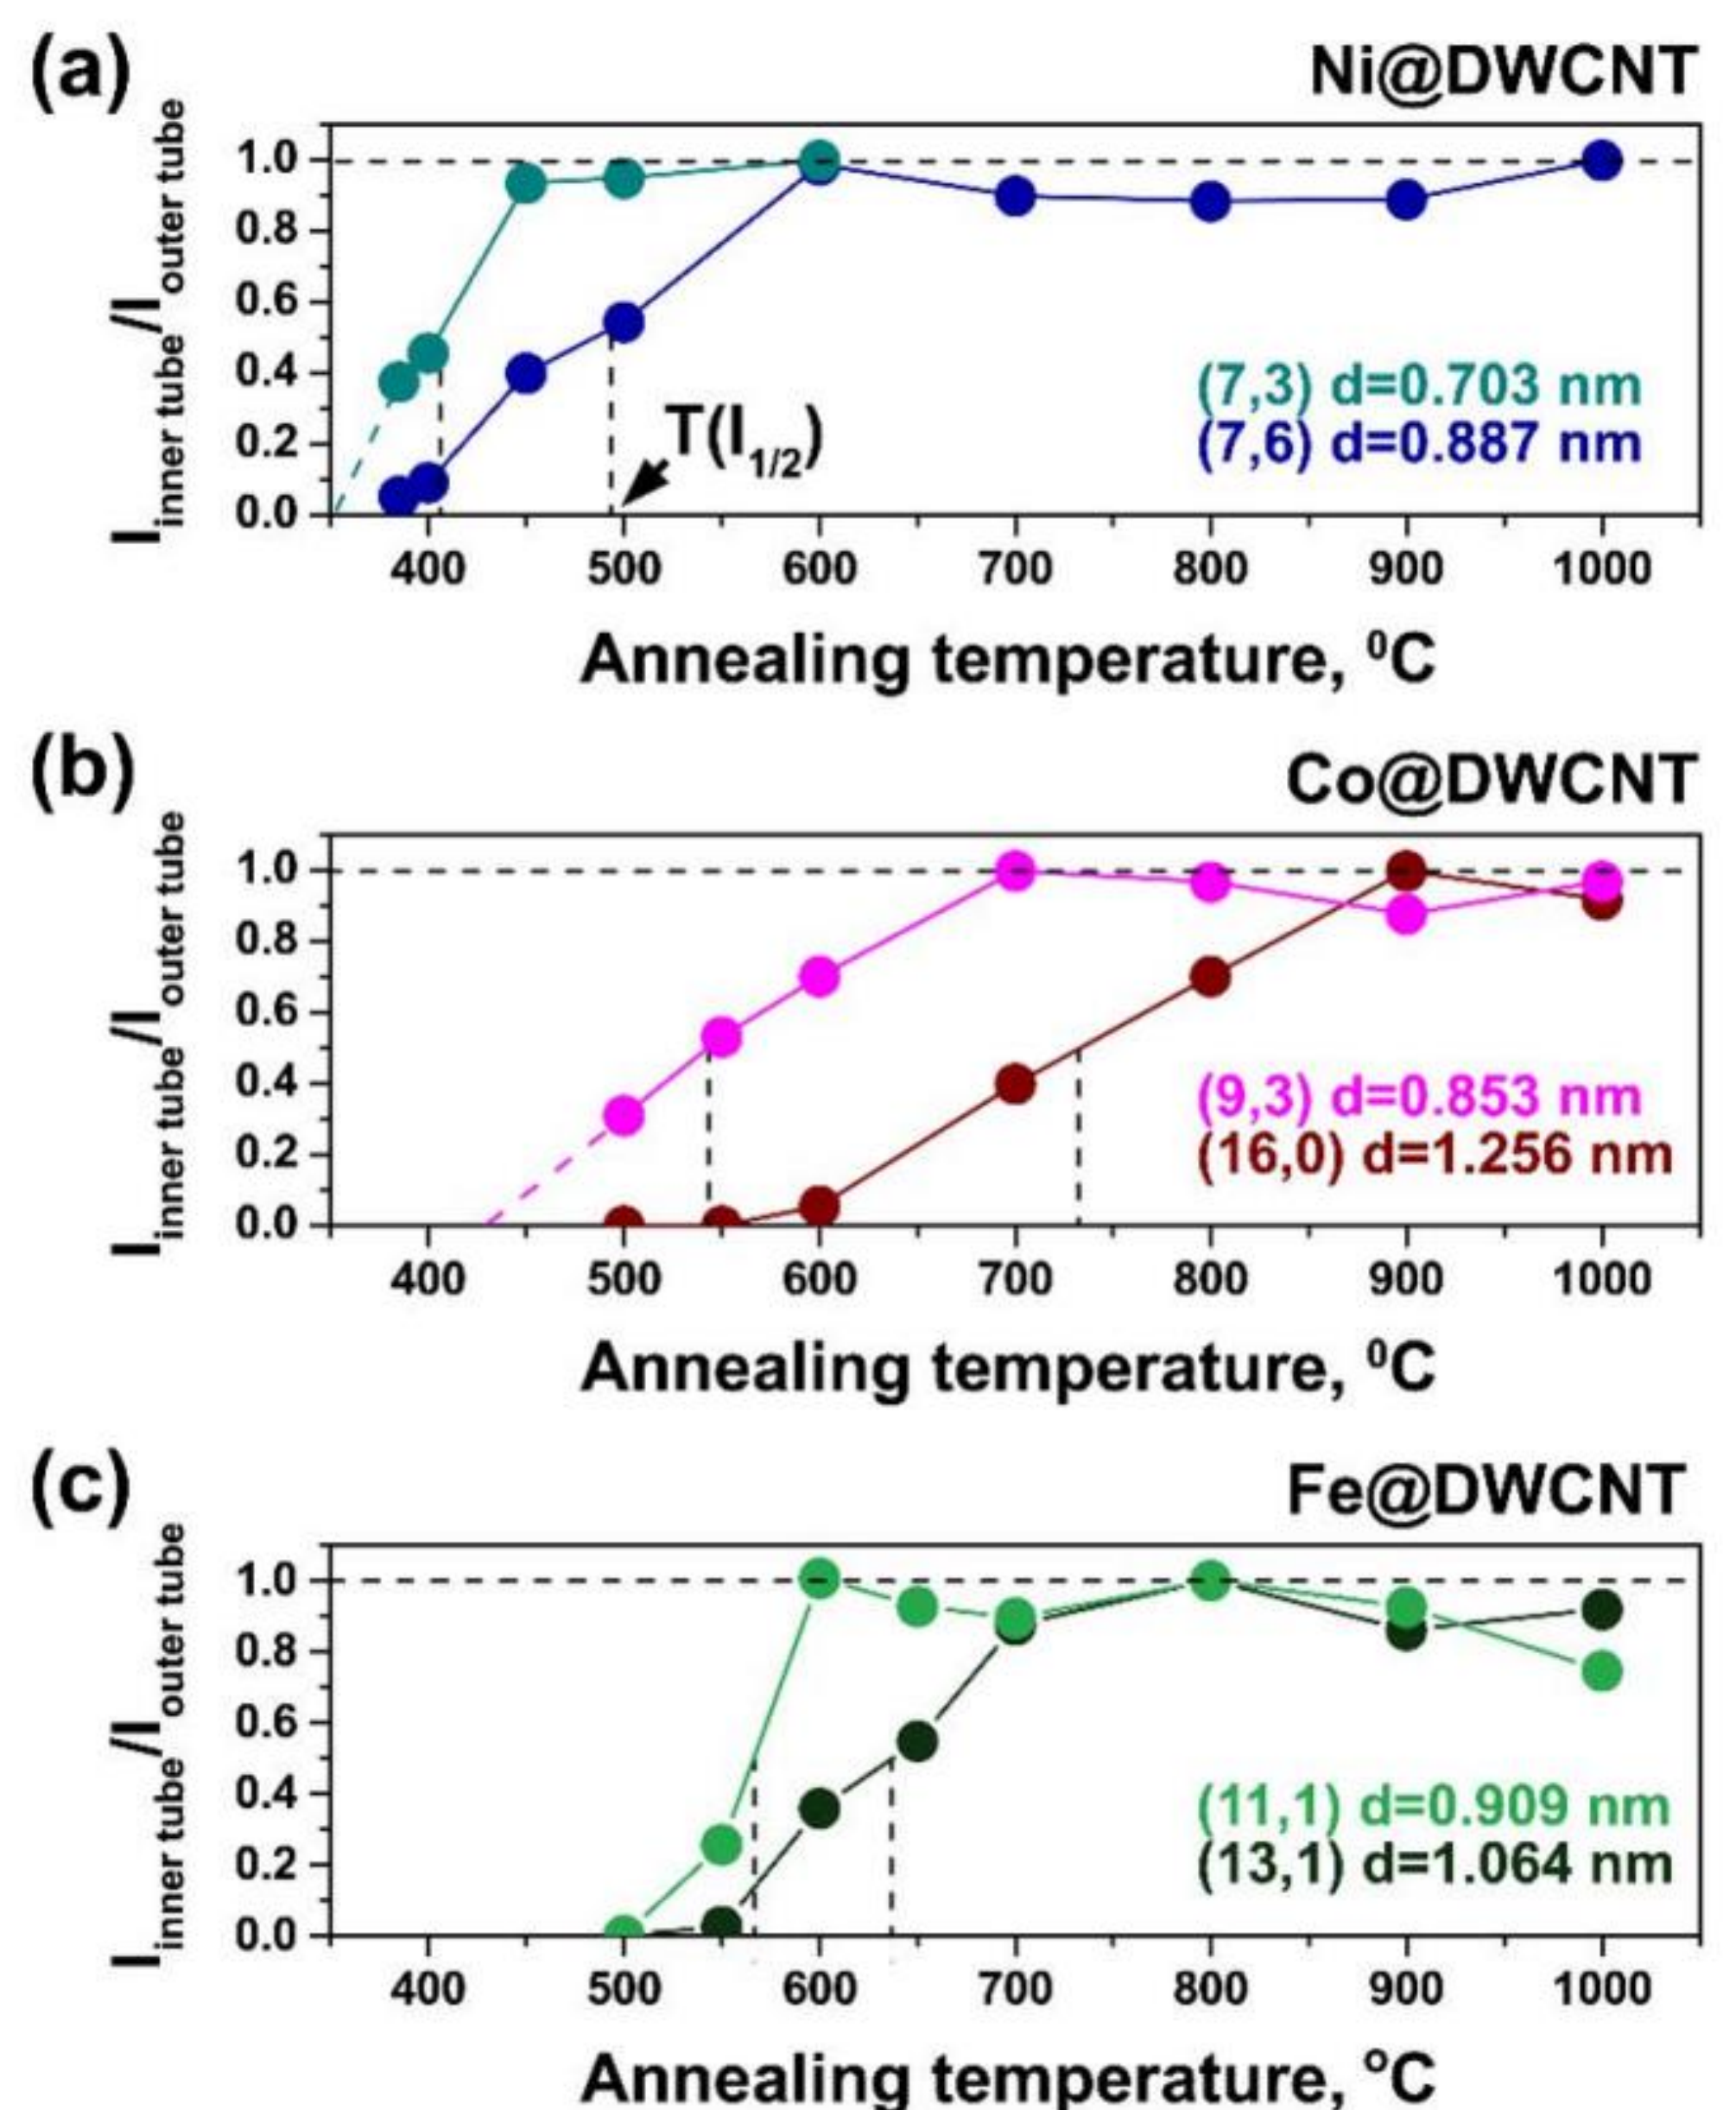 (a)
Ni@DWCNT
I inner tube/I outer tube
1.0
0.8
0.6
0.4
0.2
0.0
T(I1/2)
(7,3) d=0.703 nm
(7,6) d=0.887 nm
400 500 600 700 800 900 1000
Annealing temperature, ⁰C
(b)
Co@DWCNT
I inner tube/I outer tube
1.0
0.8
0.6
0.4
0.2
0.0
(9,3) d=0.853 nm
(16,0) d=1.256 nm
400 500 600 700 800 900 1000
Annealing temperature, ⁰C
(c)
Fe@DWCNT
I inner tube/I outer tube
1.0
0.8
0.6
0.4
0.2
0.0
(11,1) d=0.909 nm
(13,1) d=1.064 nm
400 500 600 700 800 900 1000
Annealing temperature, °C